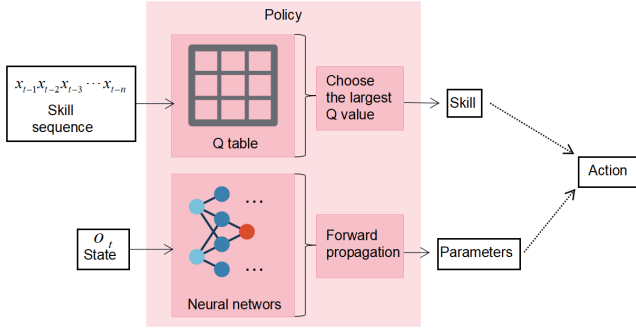 Policy
x_{t-1}x_{t-2}x_{t-3} ⋯ x_{t-n}
Skill
sequence
Q table
Choose
the largest
Q value
Skill
Action
o_t
State
...
...
Neural networs
Forward
propagation
Parameters